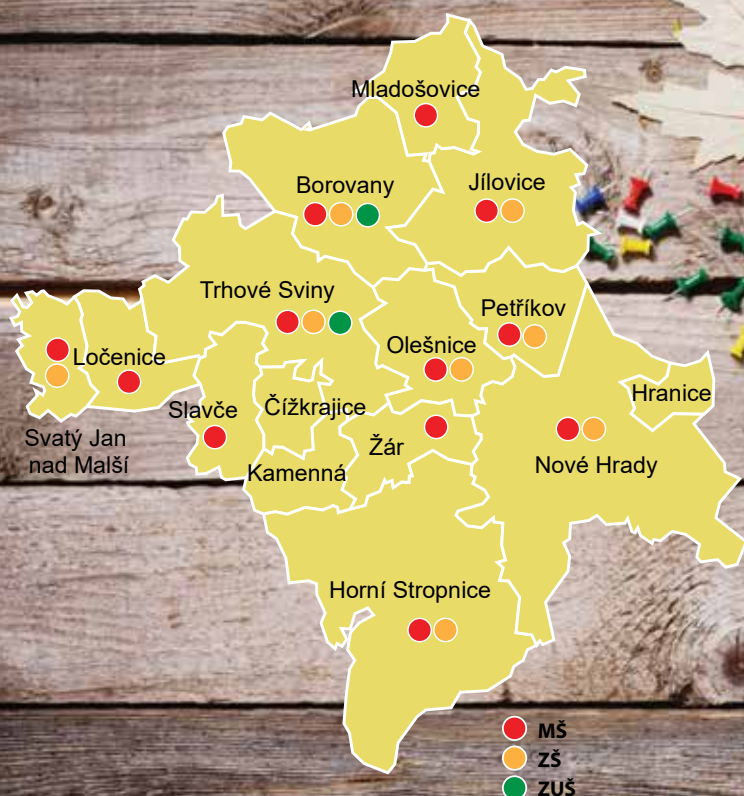 Mladošovice
Borovany
Jílovice
Trhové Sviny
Petříkov
Olešnice
Ločenice
Hranice
Slavče
Čížkrajice
Svatý Jan
nad Malší
Žár
Nové Hrady
Kamenná
Horní Stropnice
MŠ
ZŠ
ZUŠ